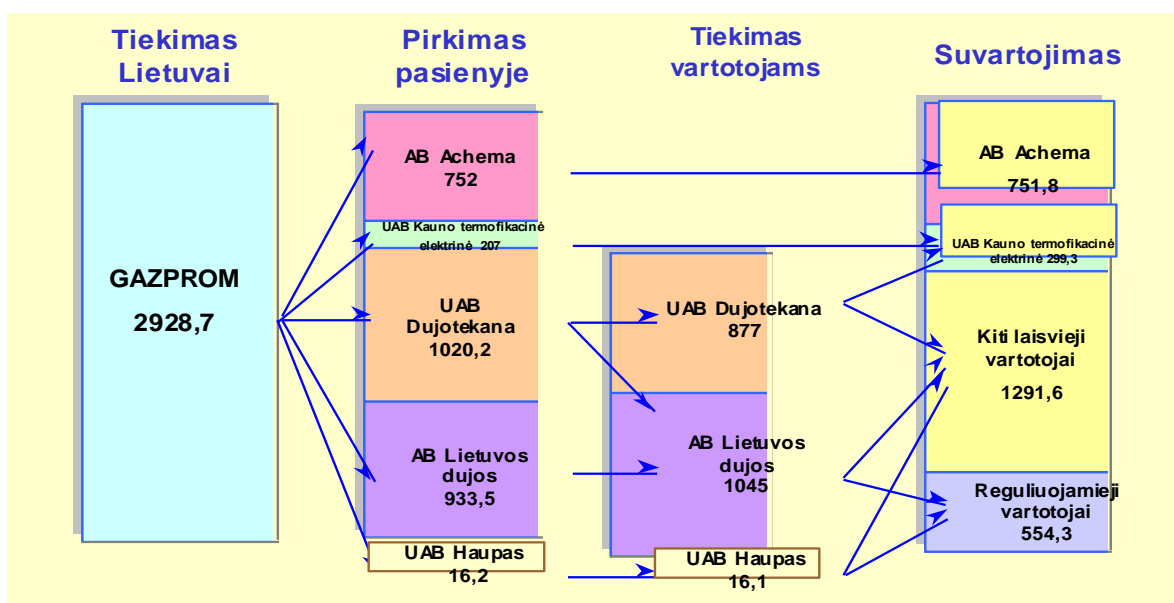 Tiekimas
Lietuvai
Pirkimas
pasienyje
Tiekimas
vartotojams
Suvartojimas
GAZPROM
2928,7
AB Achema
752
UAB Kauno termofikacinė
elektrinė 207
UAB
Dujotekana
1020,2
AB Lietuvos
dujos
933,5
UAB Haupas
16,2
UAB Dujotekana
877
AB Lietuvos
dujos
1045
UAB Haupas
16,1
AB Achema
751,8
UAB Kauno termofikacinė
elektrinė 299,3
Kiti laisvieji
vartotojai
1291,6
Reguliuojamieji
vartotojai
554,3